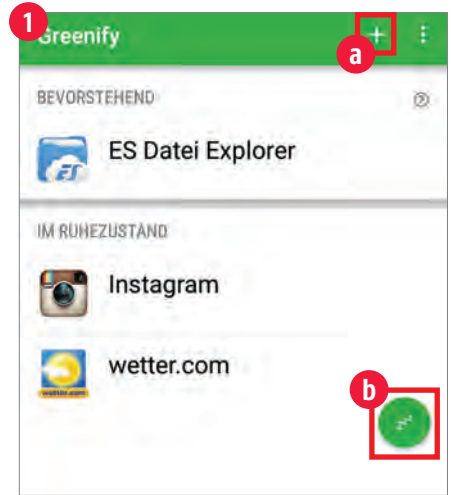 1
Greenify
a
+
BEVORSTEHEND
ES Datei Explorer
IM RUHEZUSTAND
Instagram
wetter.com
b